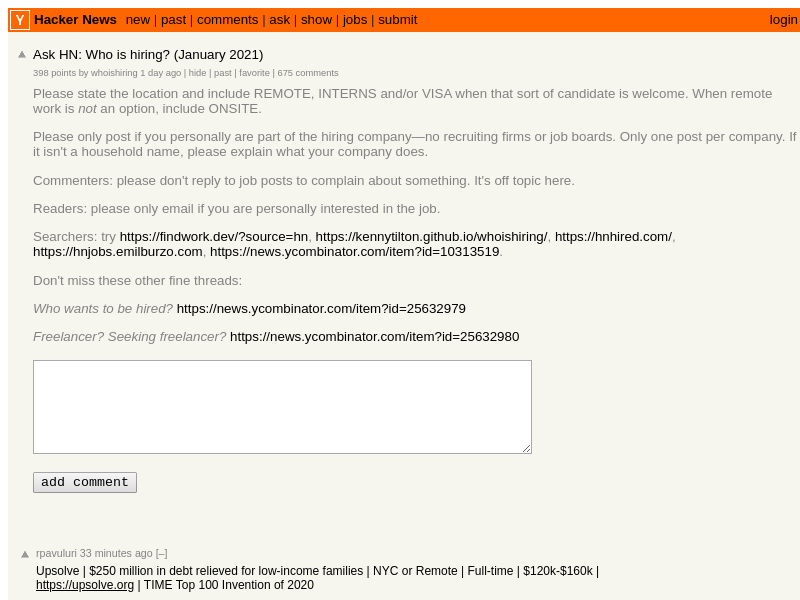 Y Hacker News new | past | comments | ask | show | jobs | submit login
Ask HN: Who is hiring? (January 2021)
398 points by whoishiring 1 day ago | hide | past | favorite | 675 comments
Please state the location and include REMOTE, INTERNS and/or VISA when that sort of candidate is welcome. When remote
work is not an option, include ONSITE.
Please only post if you personally are part of the hiring company—no recruiting firms or job boards. Only one post per company. If
it isn't a household name, please explain what your company does.
Commenters: please don't reply to job posts to complain about something. It's off topic here.
Readers: please only email if you are personally interested in the job.
Searchers: try https://findwork.dev/?source=hn, https://kennytilton.github.io/whoishiring/, https://hnhired.com/,
https://hnjobs.emilburzo.com, https://news.ycombinator.com/item?id=10313519.
Don't miss these other fine threads:
Who wants to be hired? https://news.ycombinator.com/item?id=25632979
Freelancer? Seeking freelancer? https://news.ycombinator.com/item?id=25632980
add comment
rpavuluri 33 minutes ago [–]
Upsolve | $250 million in debt relieved for low-income families | NYC or Remote | Full-time | $120k-$160k |
https://upsolve.org | TIME Top 100 Invention of 2020